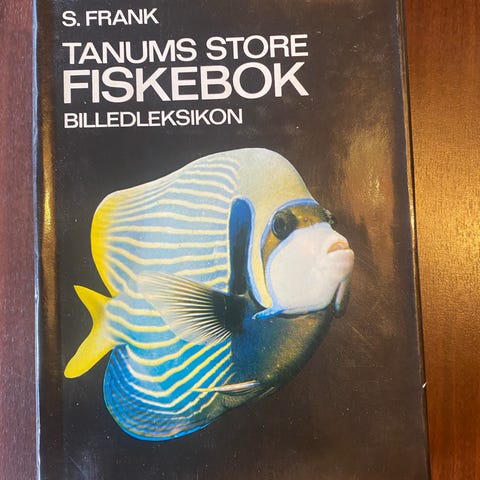 S. FRANK
TANUMS STORE
FISKEBOK
BILLEDLEKSIKON